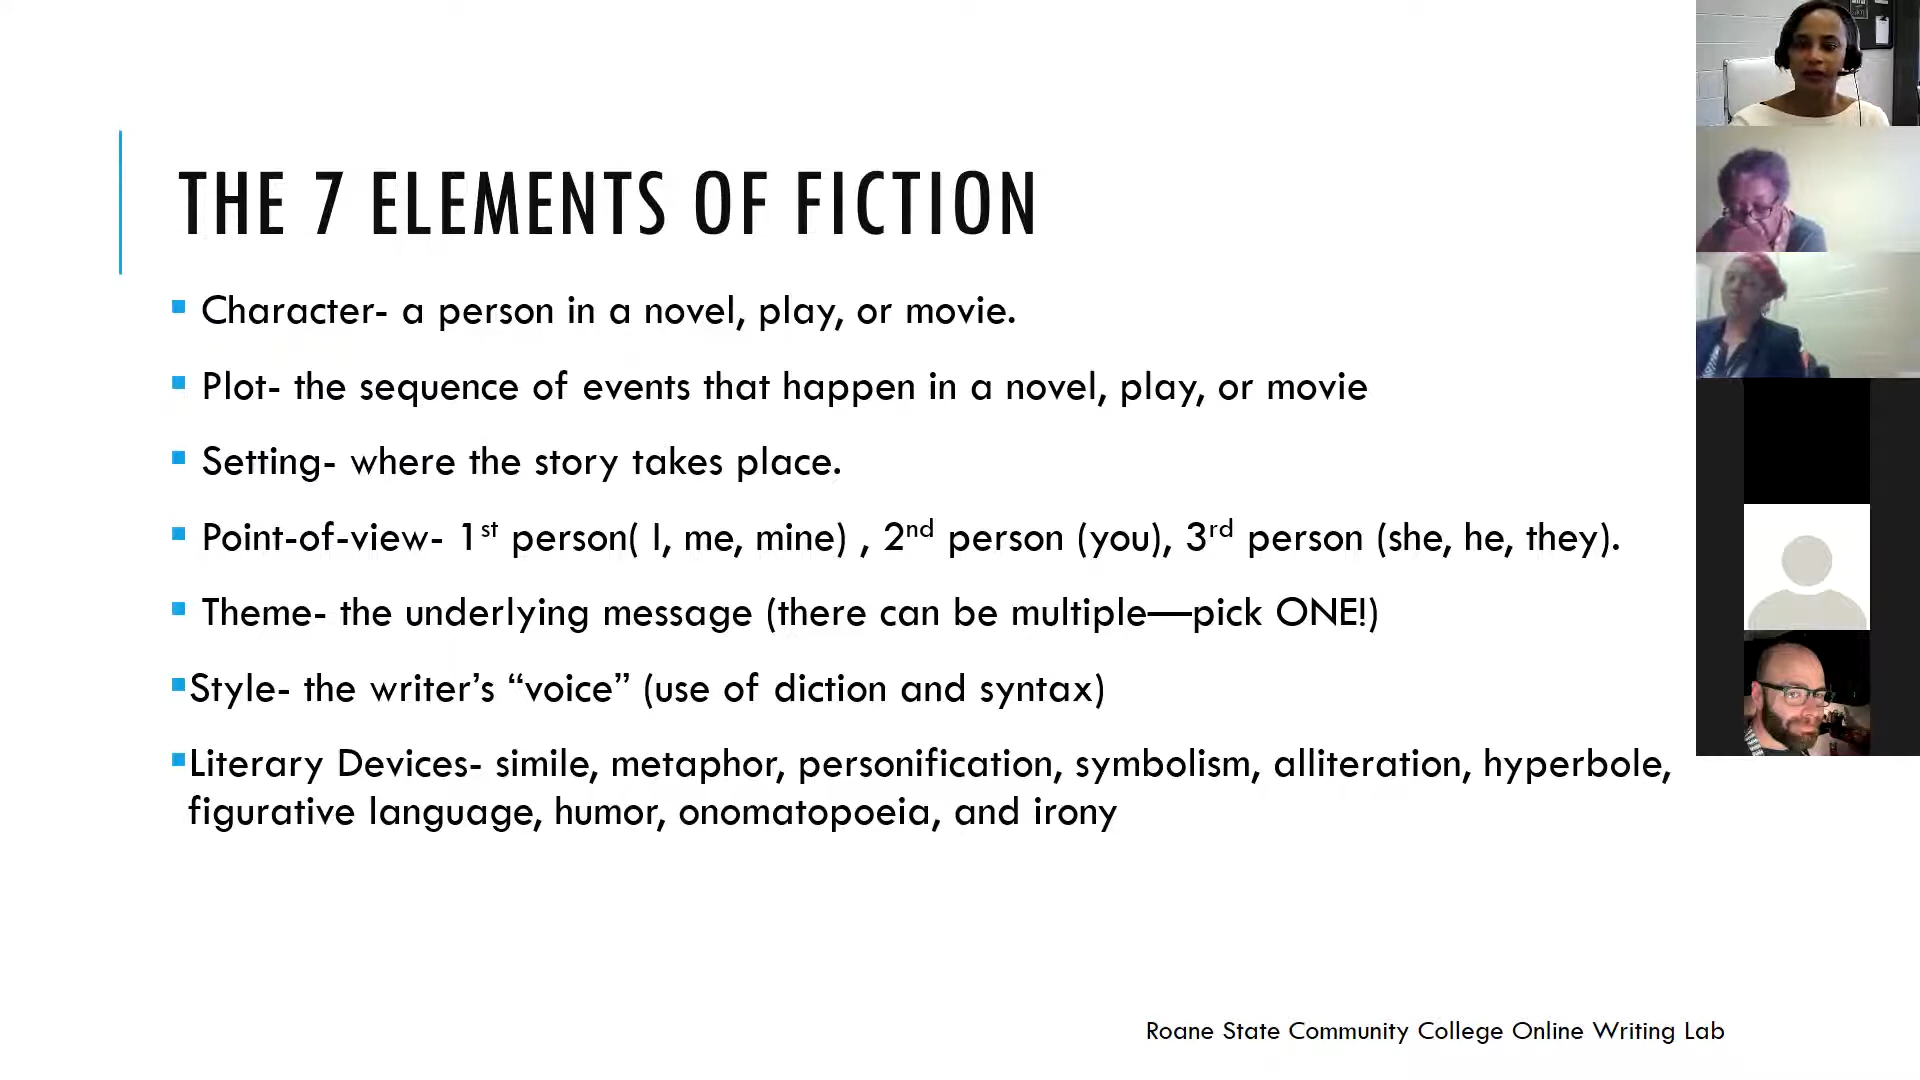 THE 7 ELEMENTS OF FICTION
Character- a person in a novel, play, or movie.
Plot- the sequence of events that happen in a novel, play, or movie
Setting- where the story takes place.
Point-of-view- 1st person( I, me, mine) , 2nd person (you), 3rd person (she, he, they).
Theme- the underlying message (there can be multiple—pick ONE!)
Style- the writer’s “voice” (use of diction and syntax)
Literary Devices- simile, metaphor, personification, symbolism, alliteration, hyperbole,
figurative language, humor, onomatopoeia, and irony
Roane State Community College Online Writing Lab